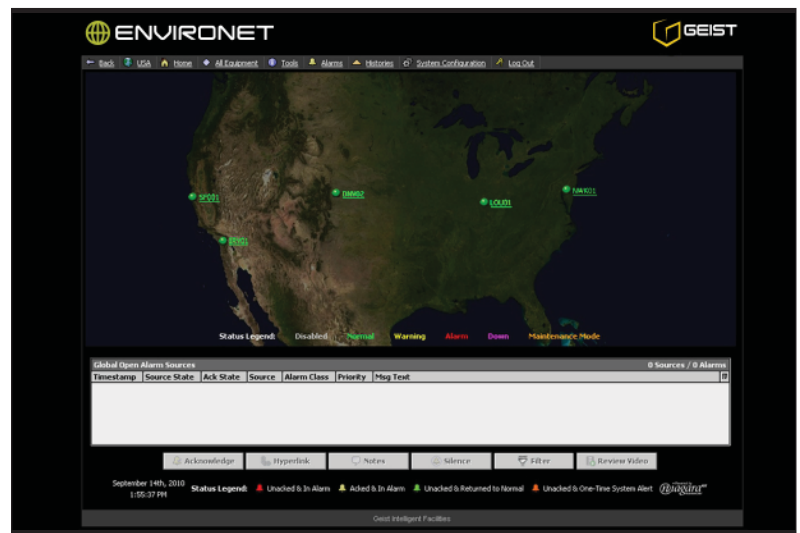 ENVIRONET
GEIST
Back USA Home All Equipment Tools Alarms Histories System Configuration Log Out
SFO01
DNV02
NWK01
LOU01
Status Legend: Disabled Normal Warning Alarm Down Maintenance Mode
Global Open Alarm Sources 0 Sources / 0 Alarms
Timestamp Source State Ack State Source Alarm Class Priority Msg Text
Acknowledge Hyperlink Notes Silence Filter Review Video
September 14th, 2010
1:55:37 PM
Status Legend: Unacked & In Alarm Acked & In Alarm Unacked & Returned to Normal Unacked & One-Time System Alert
Niagara
Geist Intelligent Facilities